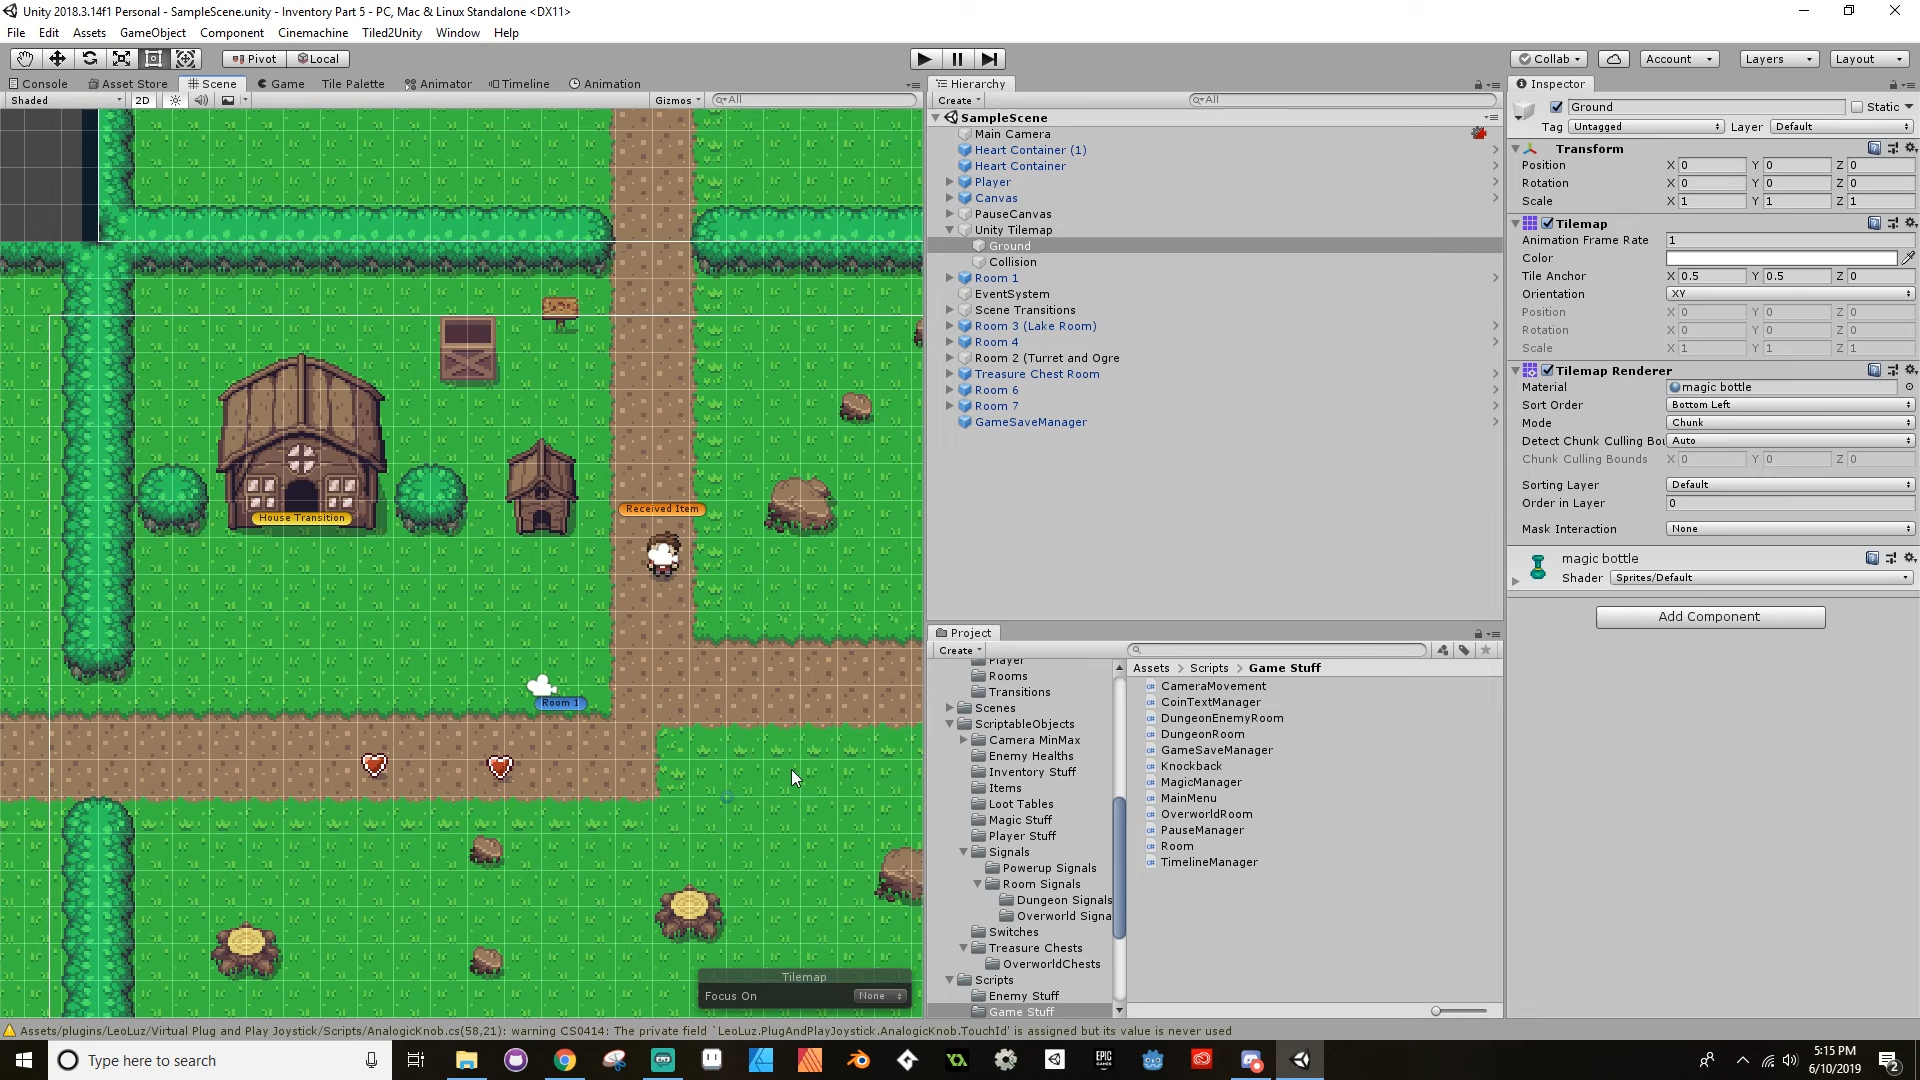 Unity 2018.3.14f1 Personal - SampleScene.unity - Inventory Part 5 - PC, Mac & Linux Standalone <DX11>
File Edit Assets GameObject Component Cinemachine Tiled2Unity Window Help
Pivot Local Collab Account Layers Layout
Console Asset Store Scene Game Tile Palette Animator Timeline Animation
Shaded 2D Gizmos All
House Transition
Received Item
Room 1
Tilemap
Focus On None
Hierarchy
Create All
SampleScene
Main Camera
Heart Container (1)
Heart Container
Player
Canvas
PauseCanvas
Unity Tilemap
Ground
Collision
Room 1
EventSystem
Scene Transitions
Room 3 (Lake Room)
Room 4
Room 2 (Turret and Ogre
Treasure Chest Room
Room 6
Room 7
GameSaveManager
Project
Create
Player
Rooms
Transitions
Scenes
ScriptableObjects
Camera MinMax
Enemy Healths
Inventory Stuff
Items
Loot Tables
Magic Stuff
Player Stuff
Signals
Powerup Signals
Room Signals
Dungeon Signals
Overworld Signa
Switches
Treasure Chests
OverworldChests
Scripts
Enemy Stuff
Game Stuff
Assets > Scripts > Game Stuff
CameraMovement
CoinTextManager
DungeonEnemyRoom
DungeonRoom
GameSaveManager
Knockback
MagicManager
MainMenu
OverworldRoom
PauseManager
Room
TimelineManager
Inspector
Ground Static
Tag Untagged Layer Default
Transform
Position X 0 Y 0 Z 0
Rotation X 0 Y 0 Z 0
Scale X 1 Y 1 Z 1
Tilemap
Animation Frame Rate 1
Color
Tile Anchor X 0.5 Y 0.5 Z 0
Orientation XY
Position X 0 Y 0 Z 0
Rotation X 0 Y 0 Z 0
Scale X 1 Y 1 Z 1
Tilemap Renderer
Material magic bottle
Sort Order Bottom Left
Mode Chunk
Detect Chunk Culling Bou Auto
Chunk Culling Bounds X 0 Y 0 Z 0
Sorting Layer Default
Order in Layer 0
Mask Interaction None
magic bottle
Shader Sprites/Default
Add Component
Assets/plugins/LeoLuz/Virtual Plug and Play Joystick/Scripts/AnalogicKnob.cs(58,21): warning CS0414: The private field `LeoLuz.PlugAndPlayJoystick.AnalogicKnob.TouchId' is assigned but its value is never used
Type here to search
EPIC GAMES
5:15 PM
6/10/2019
2